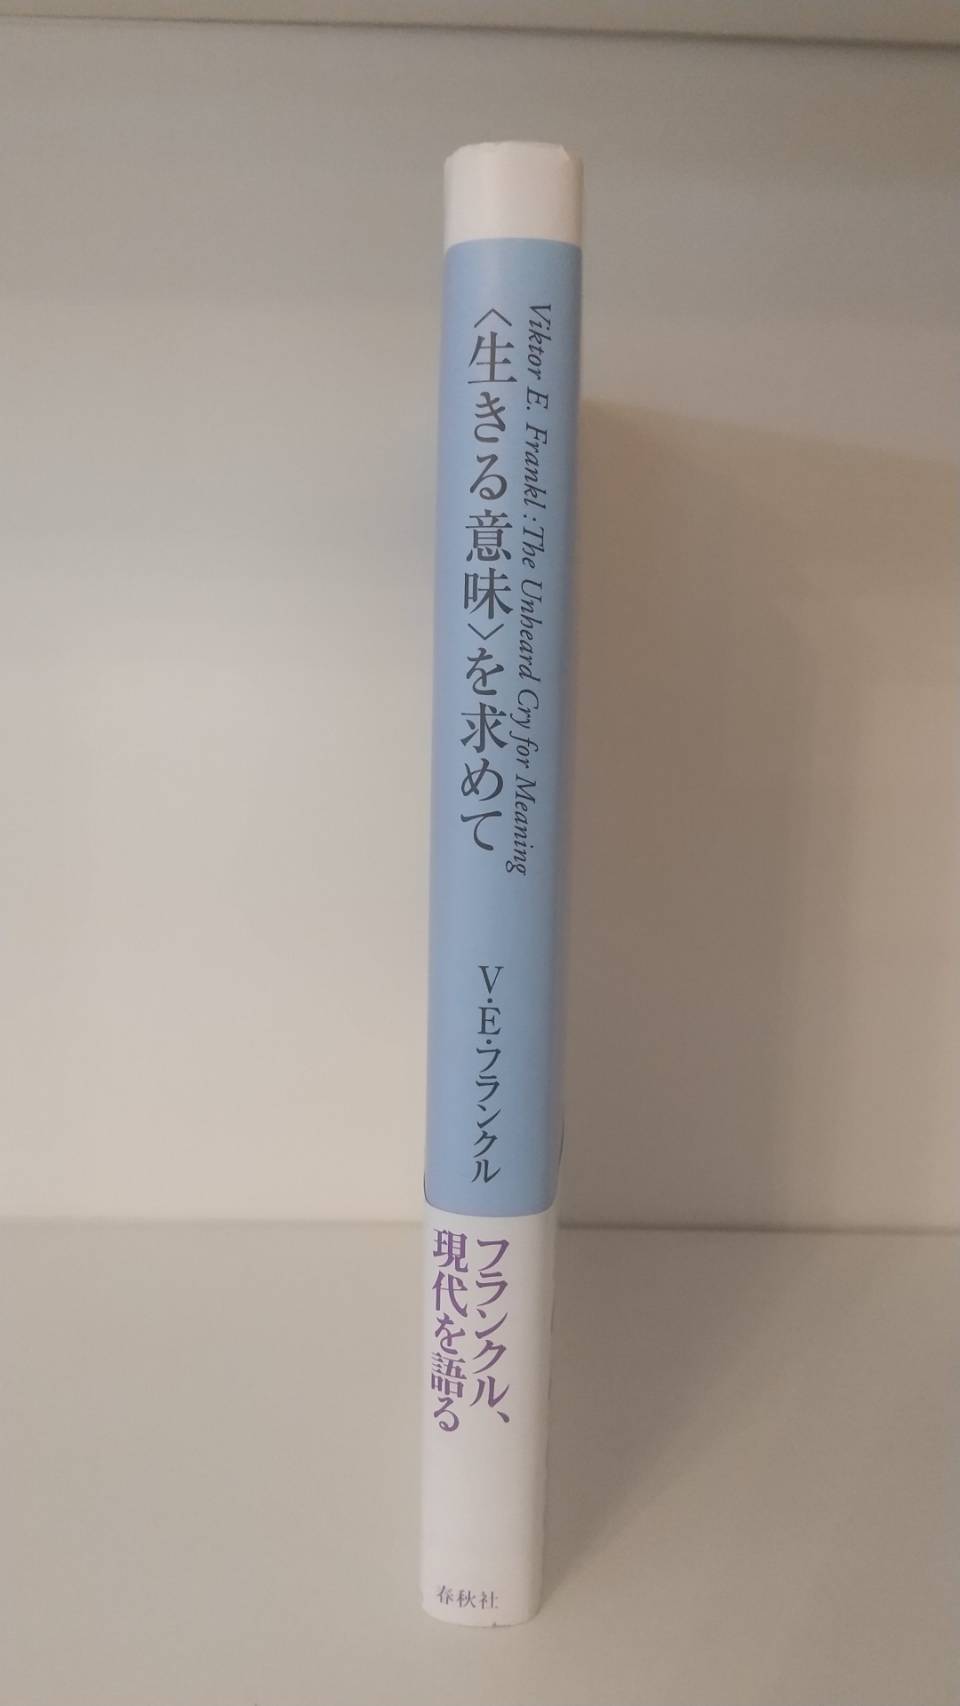 Viktor E. Frankl : The Unheard Cry for Meaning
〈生きる意味〉を求めて
V・E・フランクル
フランクル、
現代を語る
春秋社